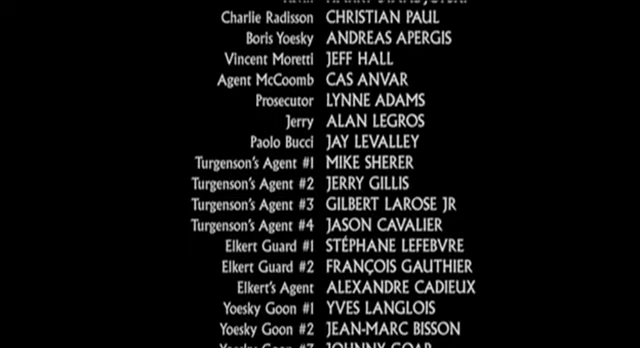 Charlie Radisson CHRISTIAN PAUL
Boris Yoesky ANDREAS APERGIS
Vincent Moretti JEFF HALL
Agent McCoomb CAS ANVAR
Prosecutor LYNNE ADAMS
Jerry ALAN LEGROS
Paolo Bucci JAY LEVALLEY
Turgenson's Agent #1 MIKE SHERER
Turgenson's Agent #2 JERRY GILLIS
Turgenson's Agent #3 GILBERT LAROSE JR
Turgenson's Agent #4 JASON CAVALIER
Elkert Guard #1 STÉPHANE LEFEBVRE
Elkert Guard #2 FRANÇOIS GAUTHIER
Elkert's Agent ALEXANDRE CADIEUX
Yoesky Goon #1 YVES LANGLOIS
Yoesky Goon #2 JEAN-MARC BISSON